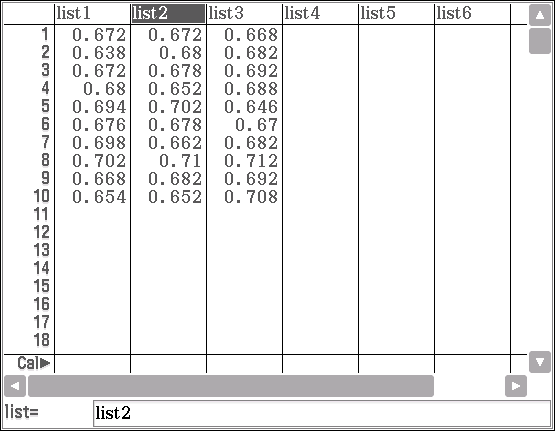 list1 list2 list3 list4 list5 list6
1 0.672 0.672 0.668
2 0.638 0.68 0.682
3 0.672 0.678 0.692
4 0.68 0.652 0.688
5 0.694 0.702 0.646
6 0.676 0.678 0.67
7 0.698 0.662 0.682
8 0.702 0.71 0.712
9 0.668 0.682 0.692
10 0.654 0.652 0.708
11
12
13
14
15
16
17
18
Cal▶
list= list2